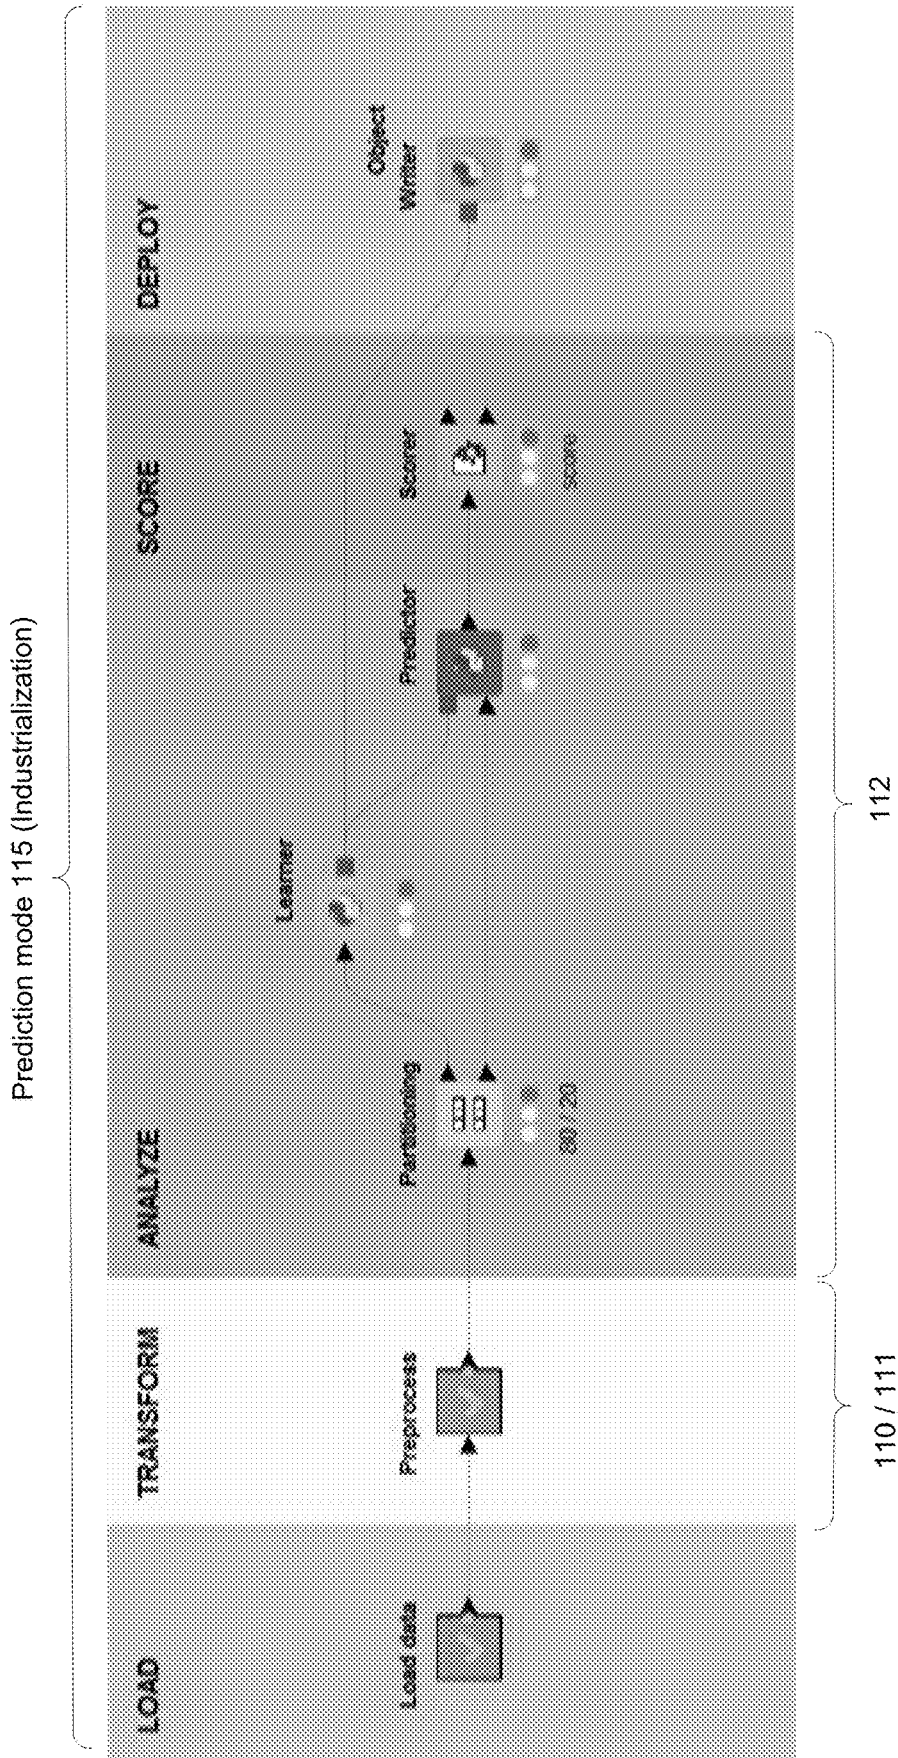 Prediction mode 115 (Industrialization)
LOAD
TRANSFORM
ANALYZE
SCORE
DEPLOY
Load data
Preprocess
Partitioning
80 / 20
Learner
Predictor
Scorer
Score
Object
Writer
110 / 111
112